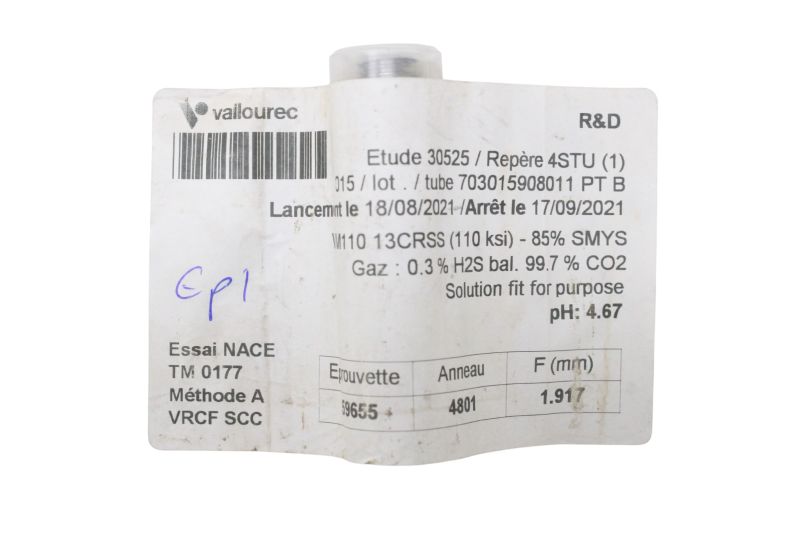 vallourec
R&D
Etude 30525 / Repère 4STU (1)
015 / lot . / tube 703015908011 PT B
Lancemnt le 18/08/2021 /Arrêt le 17/09/2021
M110 13CRSS (110 ksi) - 85% SMYS
Gaz : 0.3 % H2S bal. 99.7 % CO2
Solution fit for purpose
pH: 4.67
Ep1
Essai NACE
TM 0177
Méthode A
VRCF SCC
Eprouvette Anneau F (mm)
59655 4801 1.917